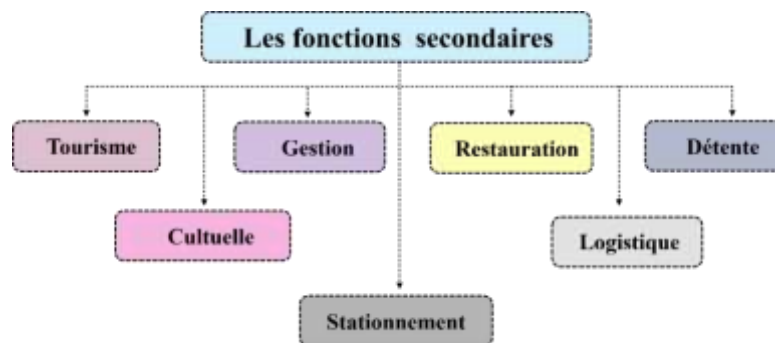 Les fonctions secondaires
Tourisme
Gestion
Restauration
Détente
Cultuelle
Logistique
Stationnement